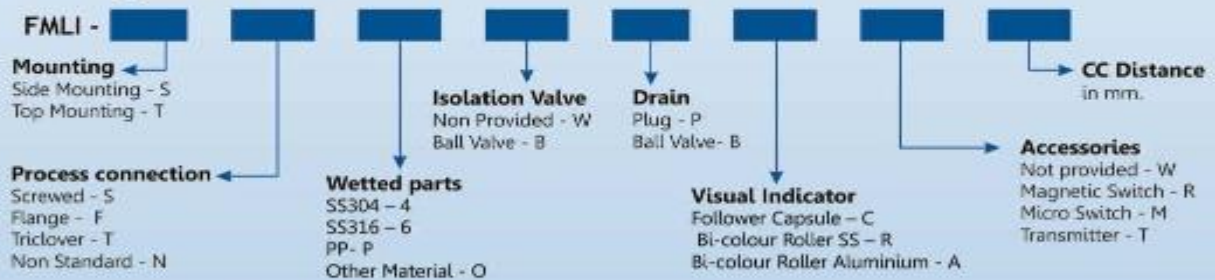 FMLI -
Mounting
Side Mounting - S
Top Mounting - T
Process connection
Screwed - S
Flange - F
Triclover - T
Non Standard - N
Wetted parts
SS304 – 4
SS316 – 6
PP- P
Other Material - O
Isolation Valve
Non Provided - W
Ball Valve - B
Drain
Plug - P
Ball Valve- B
Visual Indicator
Follower Capsule – C
Bi-colour Roller SS – R
Bi-colour Roller Aluminium - A
Accessories
Not provided - W
Magnetic Switch - R
Micro Switch - M
Transmitter - T
CC Distance
in mm.